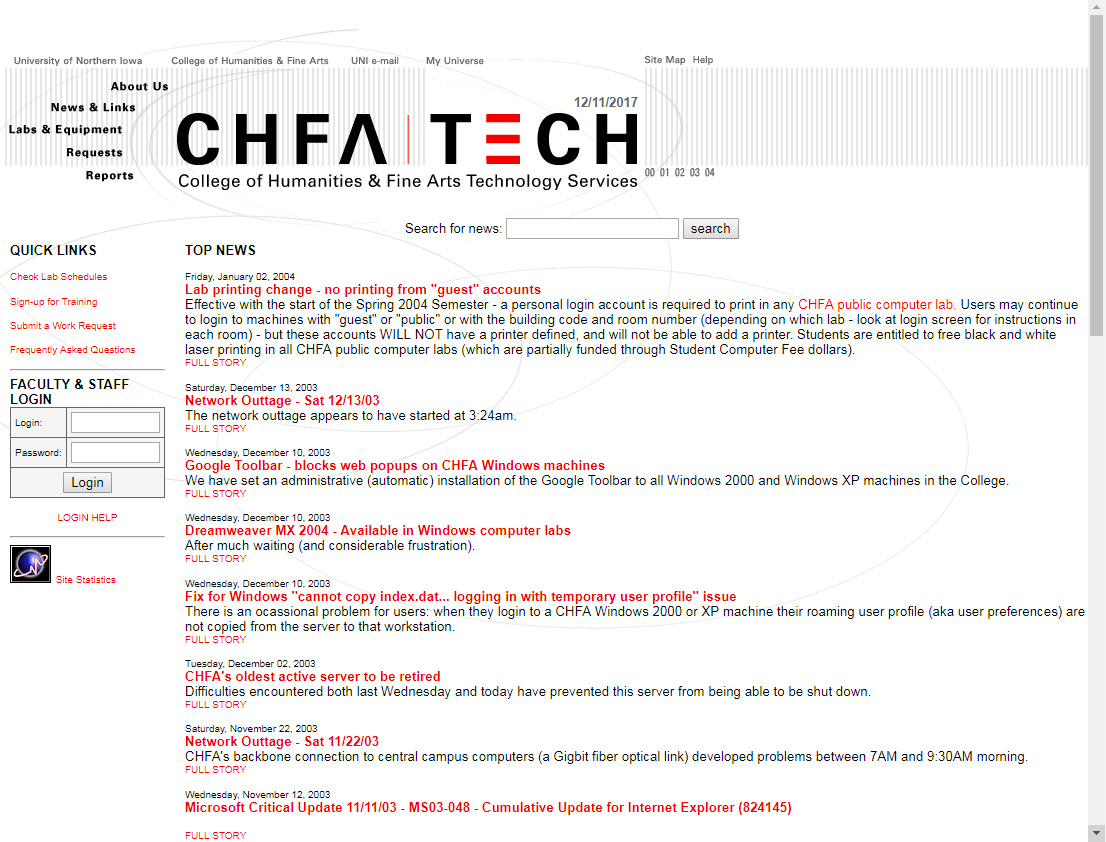 University of Northern Iowa College of Humanities & Fine Arts UNI e-mail My Universe Site Map Help
About Us
News & Links
Labs & Equipment
Requests
Reports
12/11/2017
CHFA TECH
College of Humanities & Fine Arts Technology Services
00 01 02 03 04
Search for news: search
QUICK LINKS
Check Lab Schedules
Sign-up for Training
Submit a Work Request
Frequently Asked Questions
FACULTY & STAFF
LOGIN
Login:
Password:
Login
LOGIN HELP
Site Statistics
TOP NEWS
Friday, January 02, 2004
Lab printing change - no printing from "guest" accounts
Effective with the start of the Spring 2004 Semester - a personal login account is required to print in any CHFA public computer lab. Users may continue
to login to machines with "guest" or "public" or with the building code and room number (depending on which lab - look at login screen for instructions in
each room) - but these accounts WILL NOT have a printer defined, and will not be able to add a printer. Students are entitled to free black and white
laser printing in all CHFA public computer labs (which are partially funded through Student Computer Fee dollars).
FULL STORY
Saturday, December 13, 2003
Network Outage - Sat 12/13/03
The network outtage appears to have started at 3:24am.
FULL STORY
Wednesday, December 10, 2003
Google Toolbar - blocks web popups on CHFA Windows machines
We have set an administrative (automatic) installation of the Google Toolbar to all Windows 2000 and Windows XP machines in the College.
FULL STORY
Wednesday, December 10, 2003
Dreamweaver MX 2004 - Available in Windows computer labs
After much waiting (and considerable frustration).
FULL STORY
Wednesday, December 10, 2003
Fix for Windows "cannot copy index.dat... logging in with temporary user profile" issue
There is an ocassional problem for users: when they login to a CHFA Windows 2000 or XP machine their roaming user profile (aka user preferences) are
not copied from the server to that workstation.
FULL STORY
Tuesday, December 02, 2003
CHFA's oldest active server to be retired
Difficulties encountered both last Wednesday and today have prevented this server from being able to be shut down.
FULL STORY
Saturday, November 22, 2003
Network Outage - Sat 11/22/03
CHFA's backbone connection to central campus computers (a Gigbit fiber optical link) developed problems between 7AM and 9:30AM morning.
FULL STORY
Wednesday, November 12, 2003
Microsoft Critical Update 11/11/03 - MS03-048 - Cumulative Update for Internet Explorer (824145)
FULL STORY